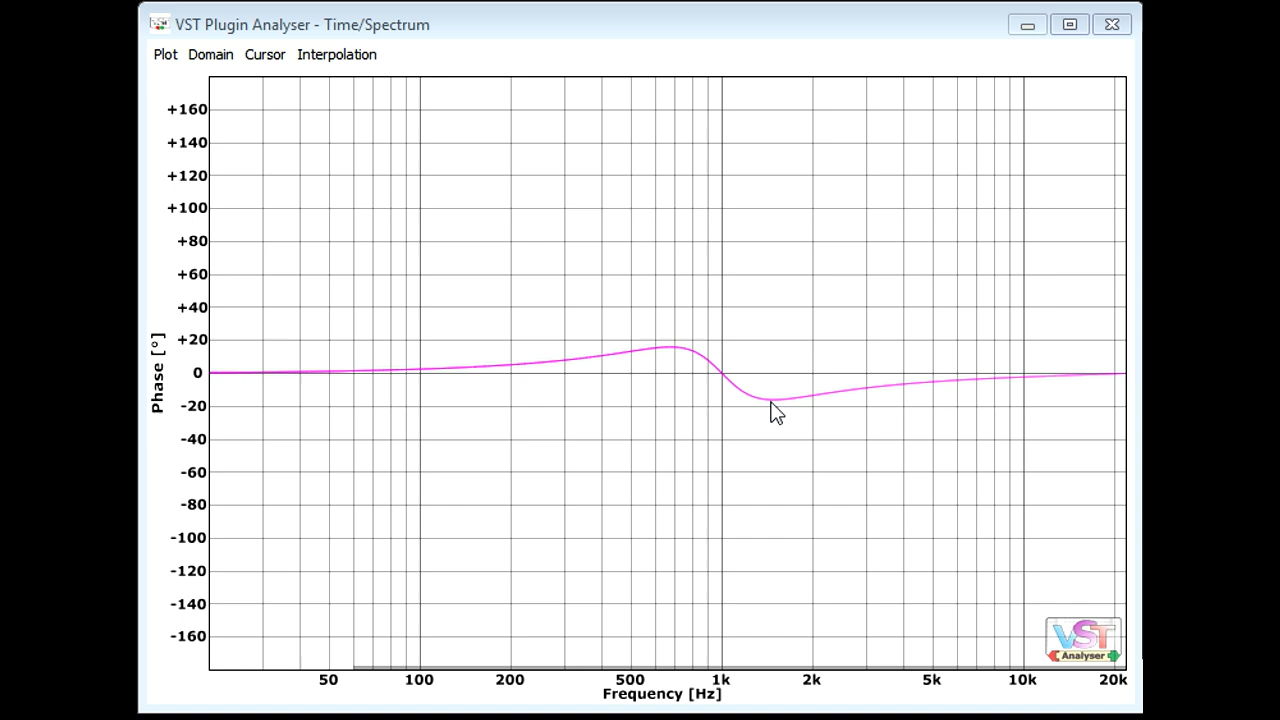 VST Plugin Analyser - Time/Spectrum
Plot Domain Cursor Interpolation
+160
+140
+120
+100
+80
+60
+40
+20
0
-20
-40
-60
-80
-100
-120
-140
-160
Phase [°]
50 100 200 500 1k 2k 5k 10k 20k
Frequency [Hz]
VST
Analyser